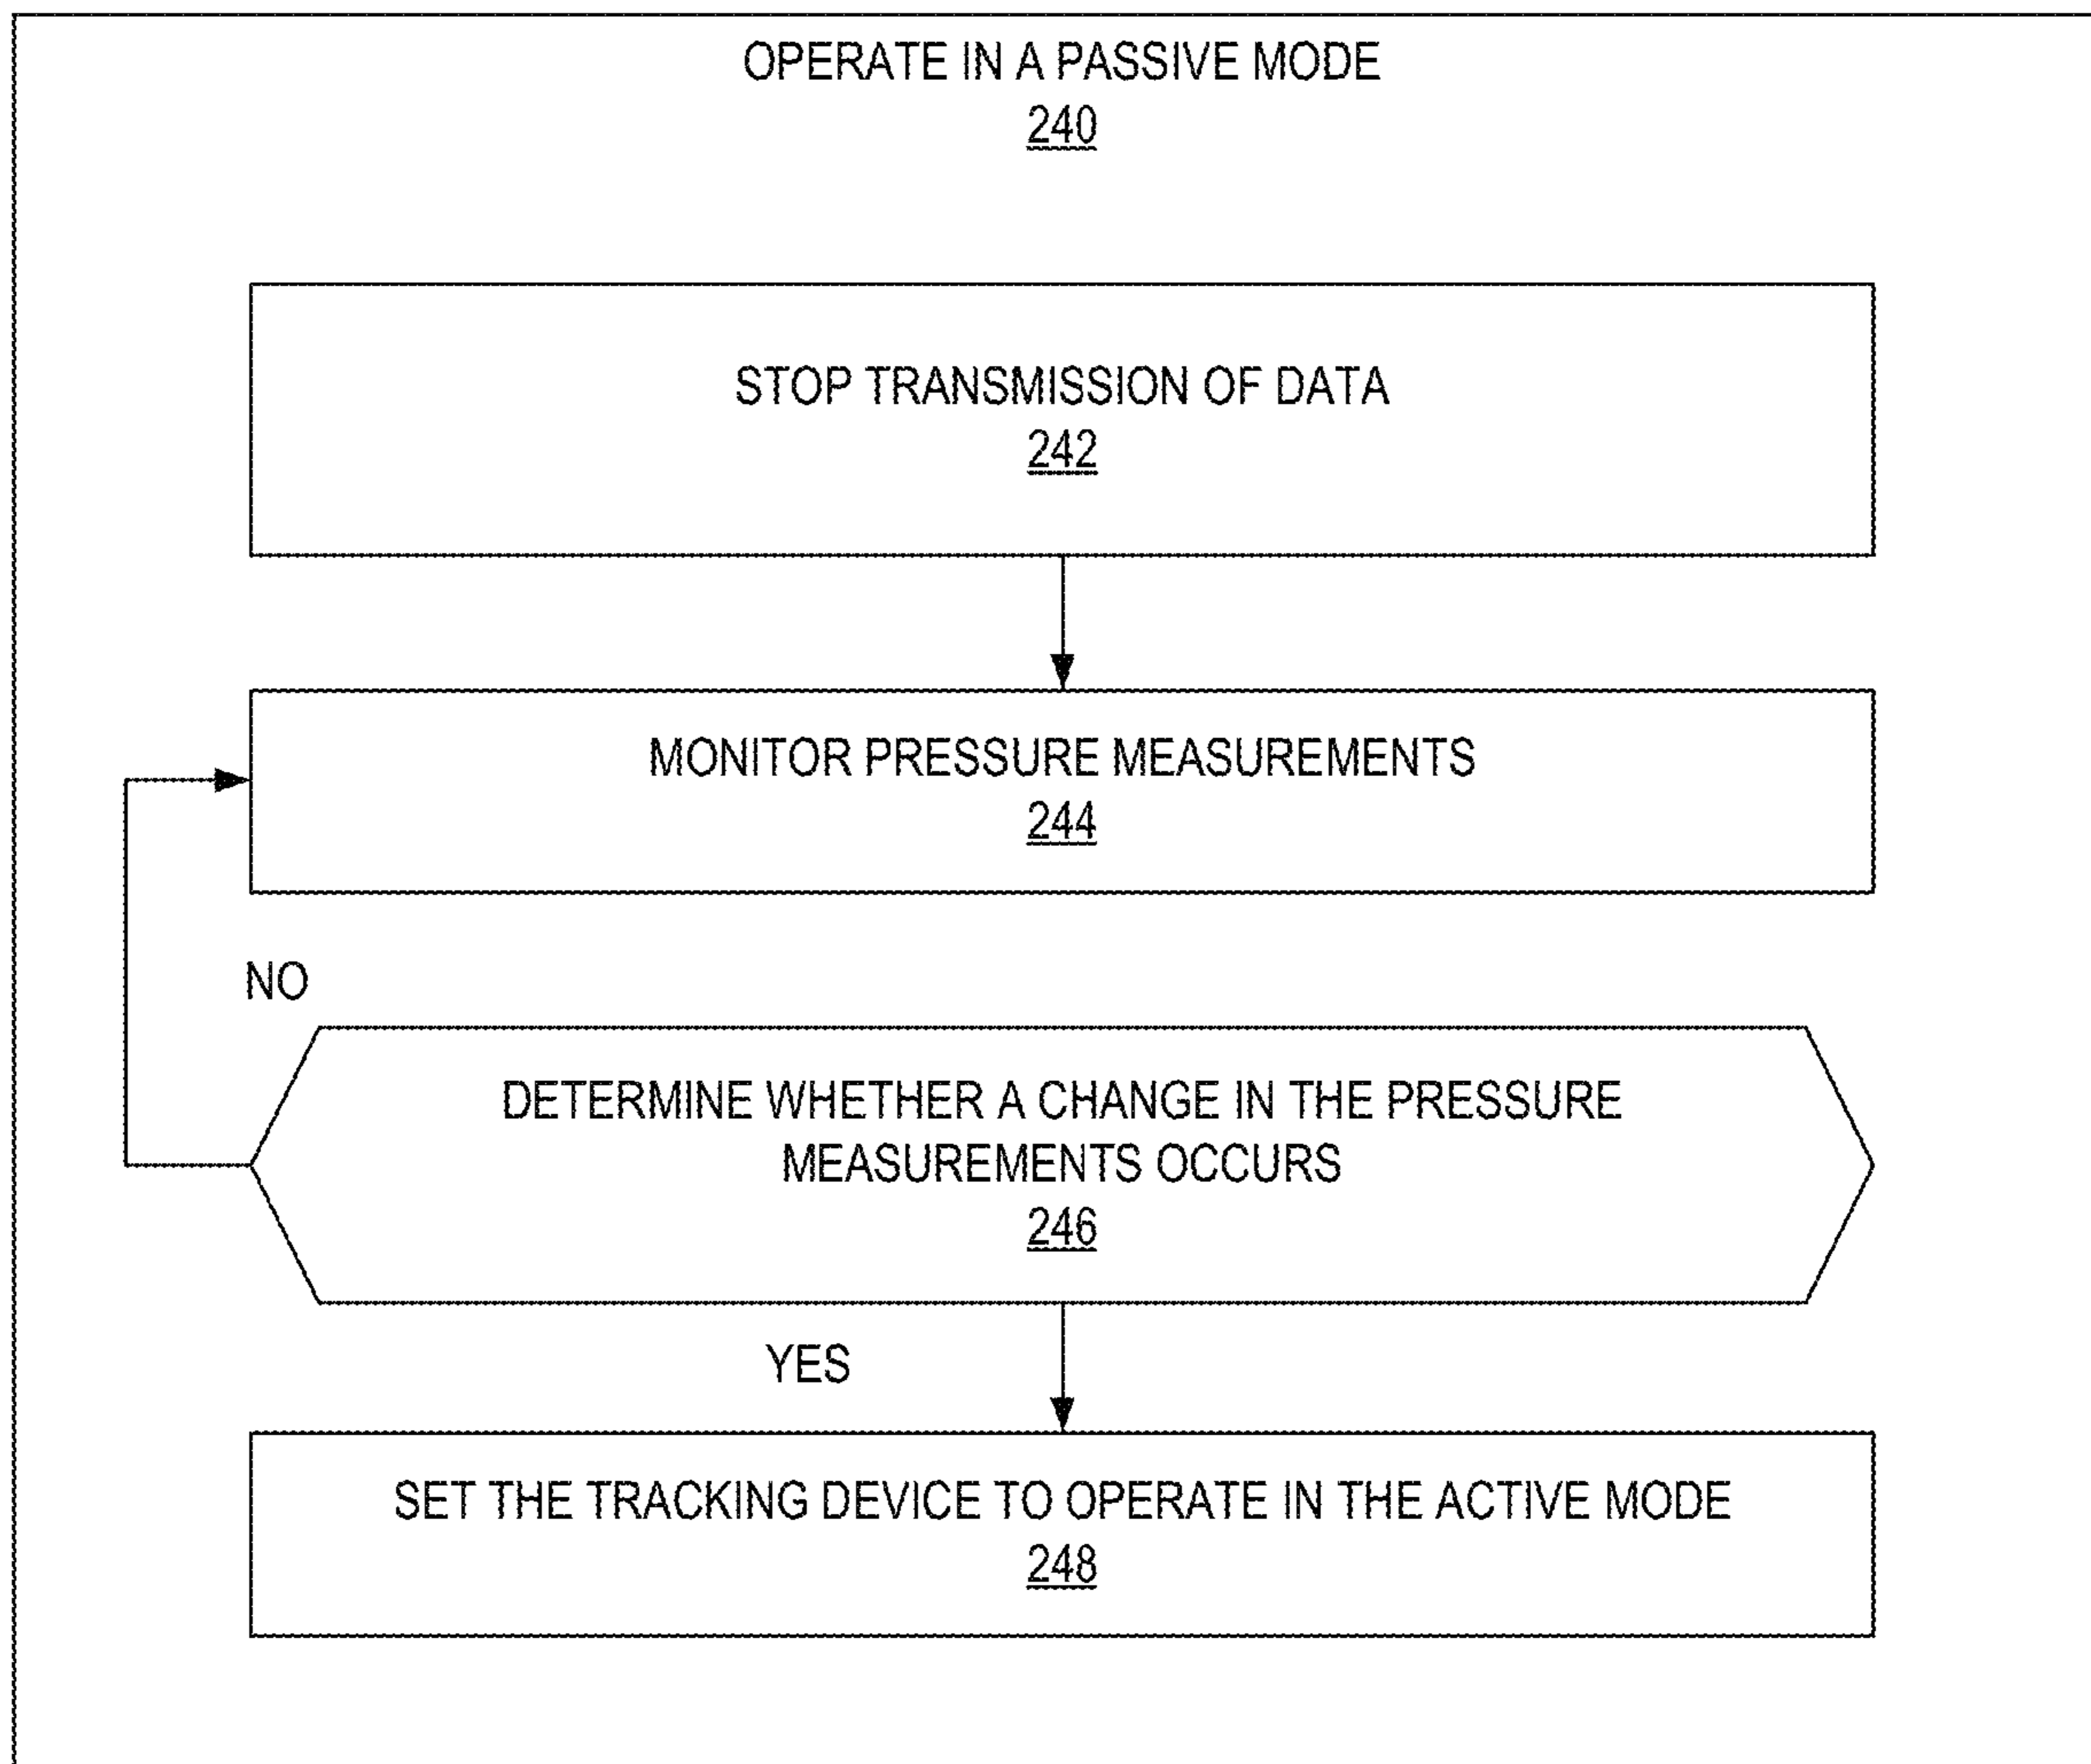 OPERATE IN A PASSIVE MODE
240
STOP TRANSMISSION OF DATA
242
MONITOR PRESSURE MEASUREMENTS
244
NO
DETERMINE WHETHER A CHANGE IN THE PRESSURE
MEASUREMENTS OCCURS
246
YES
SET THE TRACKING DEVICE TO OPERATE IN THE ACTIVE MODE
248